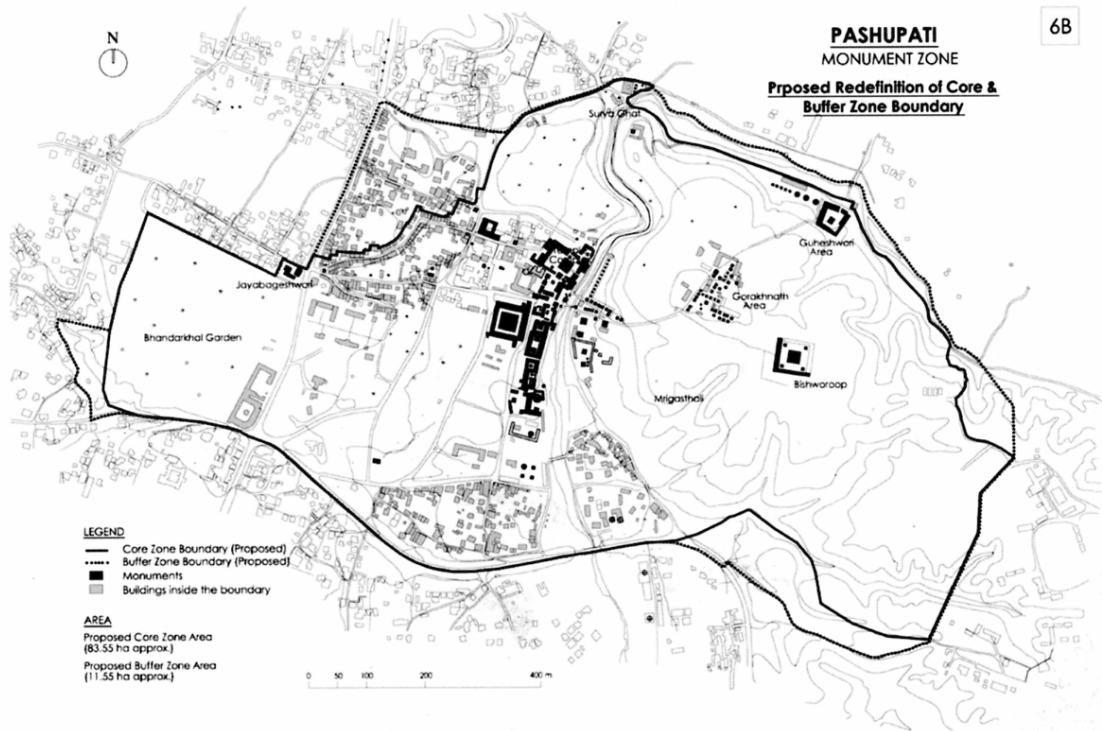 6B
N
PASHUPATI
MONUMENT ZONE
Prposed Redefinition of Core &
Buffer Zone Boundary
Surya Ghat
Guheshwori
Area
Gorakhnath
Area
Jayabageshwari
Bhandarkhal Garden
Bishworoop
Mrigasthali
LEGEND
Core Zone Boundary (Proposed)
Buffer Zone Boundary (Proposed)
Monuments
Buildings inside the boundary
AREA
Proposed Core Zone Area
(83.55 ha approx.)
Proposed Buffer Zone Area
(11.55 ha approx.)
0 50 100 200 400 m